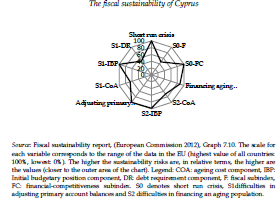 The fiscal sustainability of Cyprus
Short run crisis
100
80
60
40
S1-DR
S0-F
S1-IBP
S0-FC
S1-CoA
Financing aging..
Adjusting primary..
S2-CoA
S2-IBP
Source: Fiscal sustainability report, (European Commission 2012), Graph 7.10. The scale for
each variable corresponds to the range of the data in the EU (highest value of all countries:
100%, lowest: 0%). The higher the sustainability risks are, in relative terms, the higher are
the values (closer to the outer area of the chart). Legend: COA: ageing cost component, IBP:
Initial budgetary position component, DR: debt requirement component, F: fiscal subindex,
FC: financial-competitiveness subindex. S0 denotes short run crisis, S1difficulties in
adjusting primary account balances and S2 difficulties in financing an aging population.